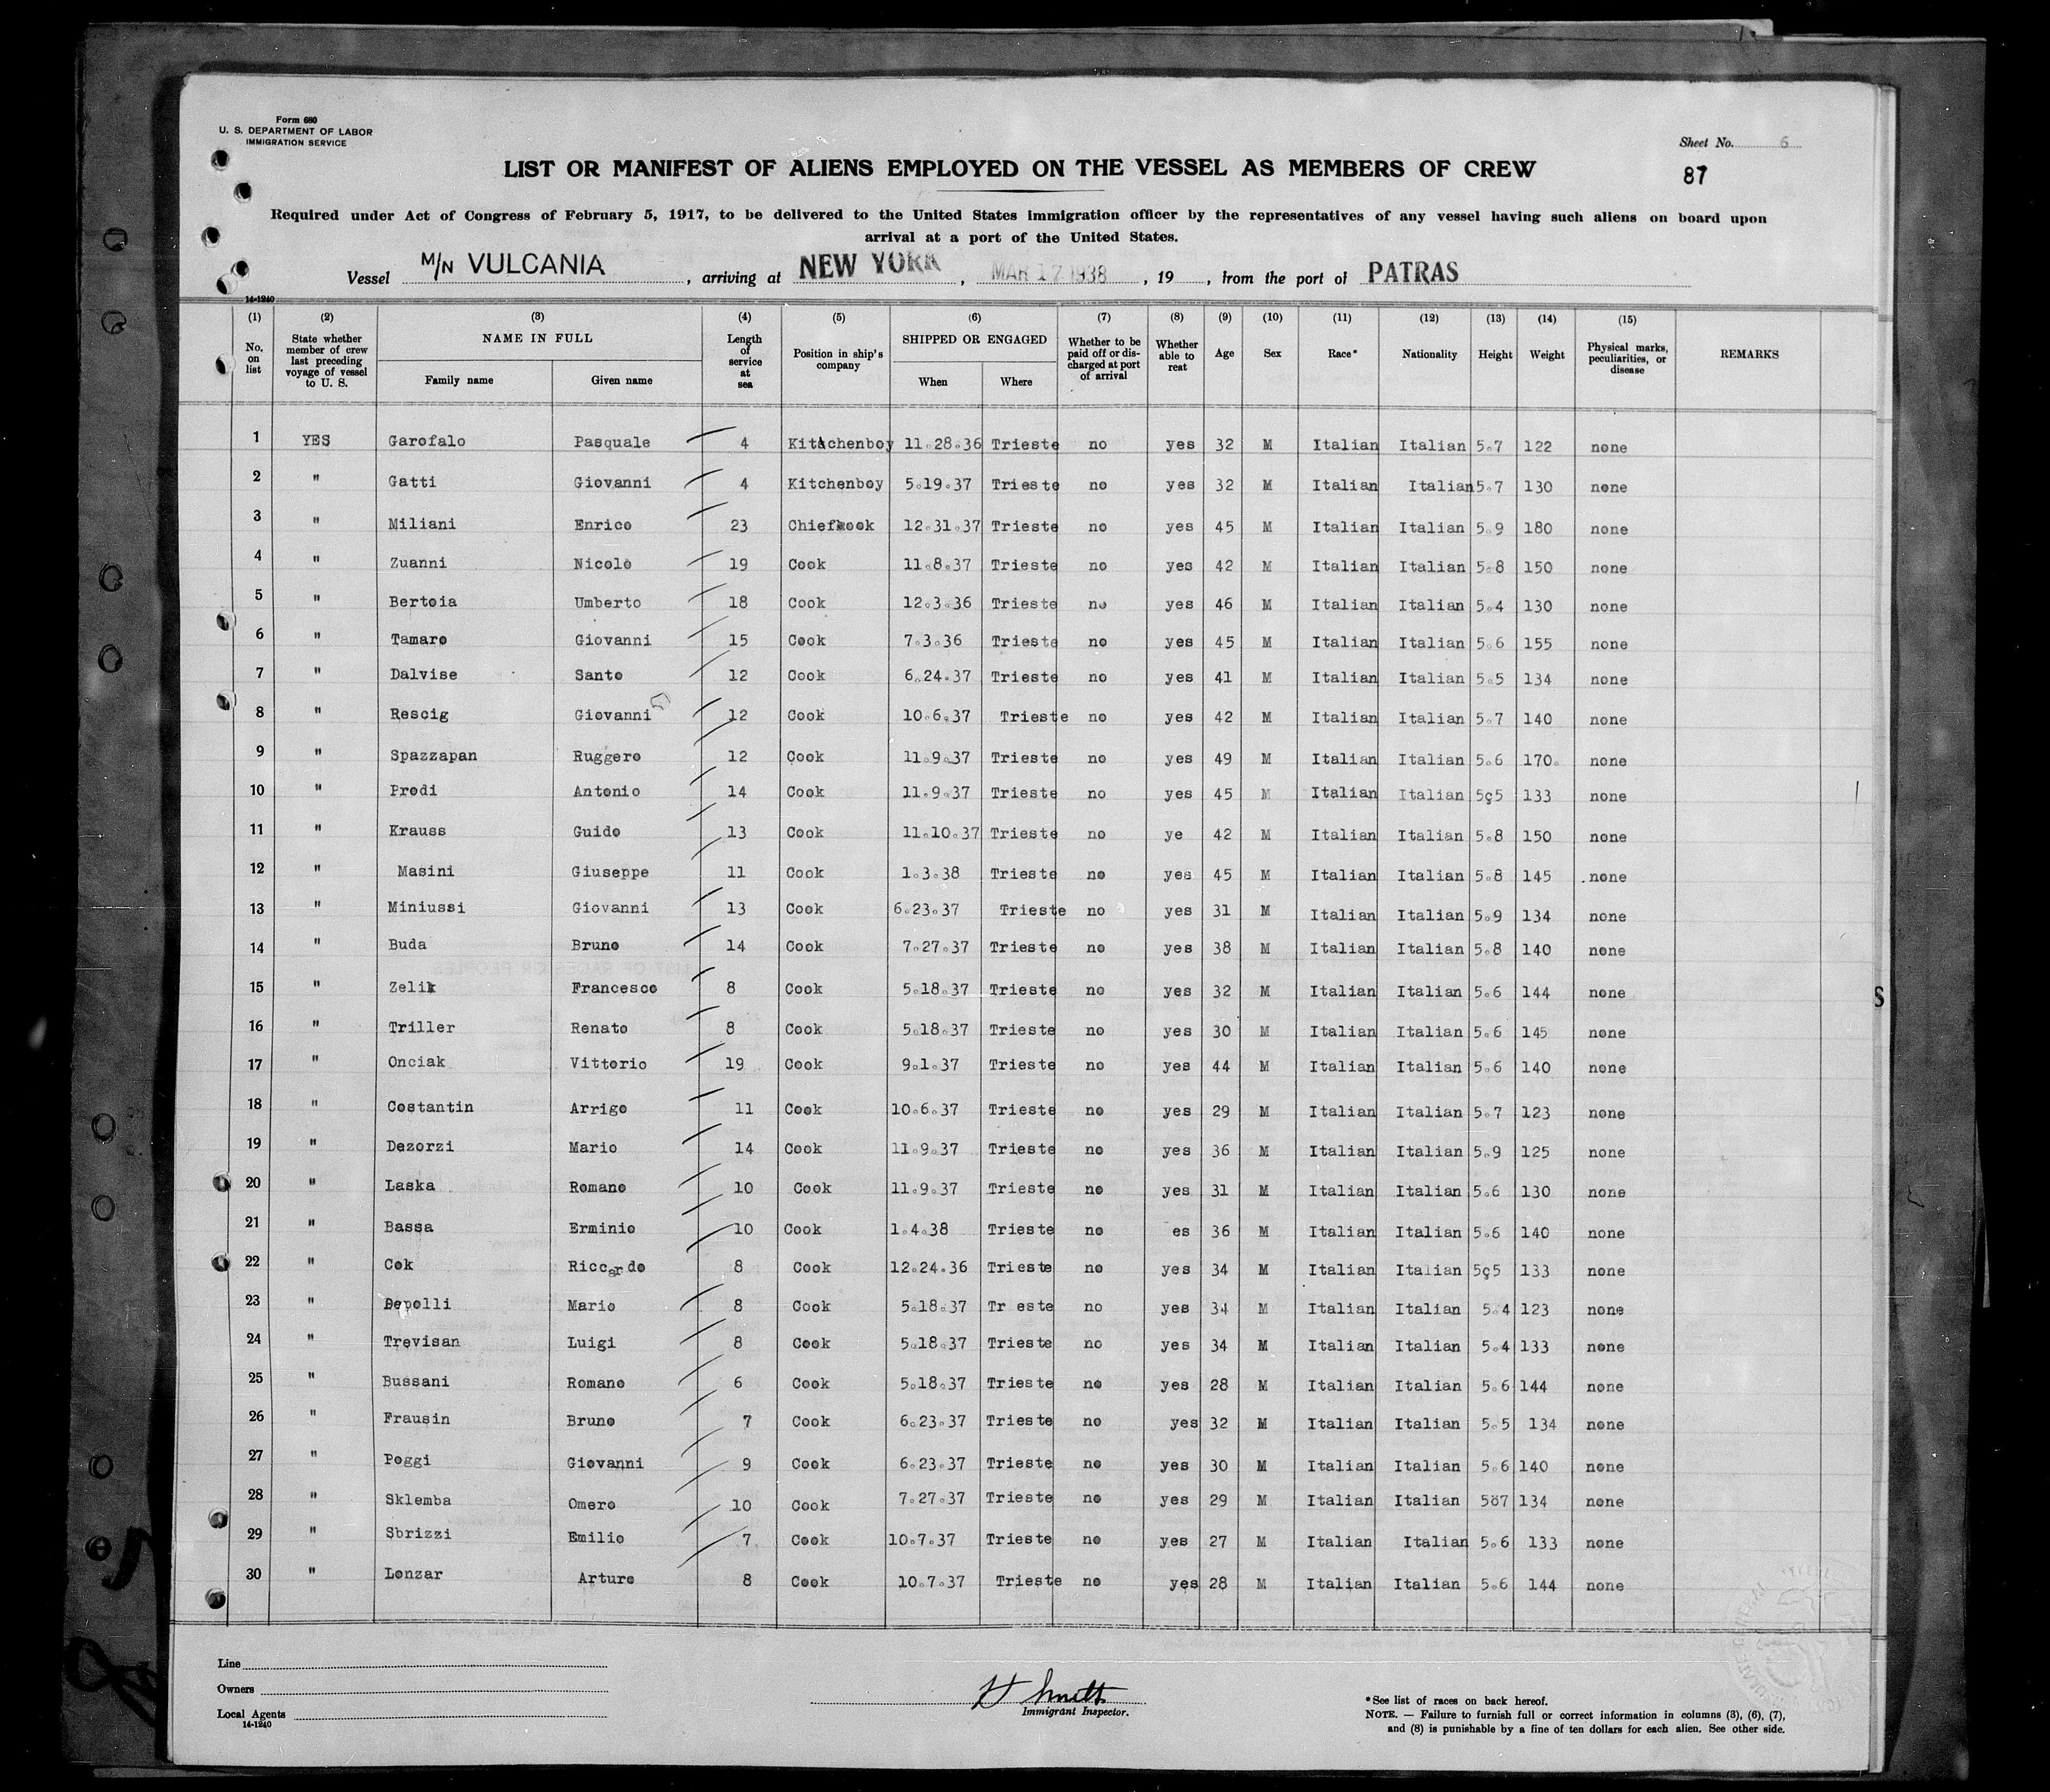 Form 680
U. S. DEPARTMENT OF LABOR
IMMIGRATION SERVICE
Sheet No. 6
LIST OR MANIFEST OF ALIENS EMPLOYED ON THE VESSEL AS MEMBERS OF CREW
87
Required under Act of Congress of February 5, 1917, to be delivered to the United States immigration officer by the representatives of any vessel having such aliens on board upon
arrival at a port of the United States.
Vessel M/N VULCANIA, arriving at NEW YORK, MAR 17 1938, 19 , from the port of PATRAS
14-1240
(1) (2) (3) (4) (5) (6) (7) (8) (9) (10) (11) (12) (13) (14) (15)
No. on list State whether member of crew last preceding voyage of vessel to U. S. NAME IN FULL Length of service at sea Position in ship's company SHIPPED OR ENGAGED Whether to be paid off or discharged at port of arrival Whether able to read Age Sex Race* Nationality Height Weight Physical marks, peculiarities, or disease REMARKS
Family name Given name When Where
1 YES Garofalo Pasquale 4 Kitchenboy 11.28.36 Trieste no yes 32 M Italian Italian 5.7 122 none
2 " Gatti Giovanni 4 Kitchenboy 5.19.37 Trieste no yes 32 M Italian Italian 5.7 130 none
3 " Miliani Enrico 23 Chiefcook 12.31.37 Trieste no yes 45 M Italian Italian 5.9 180 none
4 " Zuanni Nicolo 19 Cook 11.8.37 Trieste no yes 42 M Italian Italian 5.8 150 none
5 " Bertoia Umberto 18 Cook 12.3.36 Trieste no yes 46 M Italian Italian 5.4 130 none
6 " Tamaro Giovanni 15 Cook 7.3.36 Trieste no yes 45 M Italian Italian 5.6 155 none
7 " Dalvise Santo 12 Cook 6.24.37 Trieste no yes 41 M Italian Italian 5.5 134 none
8 " Rescig Giovanni 12 Cook 10.6.37 Trieste no yes 42 M Italian Italian 5.7 140 none
9 " Spazzapan Ruggero 12 Cook 11.9.37 Trieste no yes 49 M Italian Italian 5.6 170. none
10 " Prodi Antonio 14 Cook 11.9.37 Trieste no yes 45 M Italian Italian 5ç5 133 none
11 " Krauss Guido 13 Cook 11.10.37 Trieste no ye 42 M Italian Italian 5.8 150 none
12 " Masini Giuseppe 11 Cook 1.3.38 Trieste no yes 45 M Italian Italian 5.8 145 .none
13 " Miniussi Giovanni 13 Cook 6.23.37 Trieste no yes 31 M Italian Italian 5.9 134 none
14 " Buda Bruno 14 Cook 7.27.37 Trieste no yes 38 M Italian Italian 5.8 140 none
15 " Zelik Francesco 8 Cook 5.18.37 Trieste no yes 32 M Italian Italian 5.6 144 none
16 " Triller Renato 8 Cook 5.18.37 Trieste no yes 30 M Italian Italian 5.6 145 none
17 " Onciak Vittorio 19 Cook 9.1.37 Trieste no yes 44 M Italian Italian 5.6 140 none
18 " Costantin Arrigo 11 Cook 10.6.37 Trieste no yes 29 M Italian Italian 5.7 123 none
19 " Dezorzi Mario 14 Cook 11.9.37 Trieste no yes 36 M Italian Italian 5.9 125 none
20 " Laska Romano 10 Cook 11.9.37 Trieste no yes 31 M Italian Italian 5.6 130 none
21 " Bassa Erminio 10 Cook 1.4.38 Trieste no es 36 M Italian Italian 5.6 140 none
22 " Cok Riccardo 8 Cook 12.24.36 Trieste no yes 34 M Italian Italian 5ç5 133 none
23 " Depolli Mario 8 Cook 5.18.37 Tr este no yes 34 M Italian Italian 5.4 123 none
24 " Trevisan Luigi 8 Cook 5.18.37 Trieste no yes 34 M Italian Italian 5.4 133 none
25 " Bussani Romano 6 Cook 5.18.37 Trieste no yes 28 M Italian Italian 5.6 144 none
26 " Frausin Bruno 7 Cook 6.23.37 Trieste no yes 32 M Italian Italian 5.5 134 none
27 " Poggi Giovanni 9 Cook 6.23.37 Trieste no yes 30 M Italian Italian 5.6 140 none
28 " Sklemba Omero 10 Cook 7.27.37 Trieste no yes 29 M Italian Italian 587 134 none
29 " Sbrizzi Emilio 7 Cook 10.7.37 Trieste no yes 27 M Italian Italian 5.6 133 none
30 " Lonzar Arturo 8 Cook 10.7.37 Trieste no yes 28 M Italian Italian 5.6 144 none
Line
Owners
Local Agents
14-1240
H Smith
Immigrant Inspector.
*See list of races on back hereof.
NOTE. — Failure to furnish full or correct information in columns (3), (6), (7),
and (8) is punishable by a fine of ten dollars for each alien. See other side.